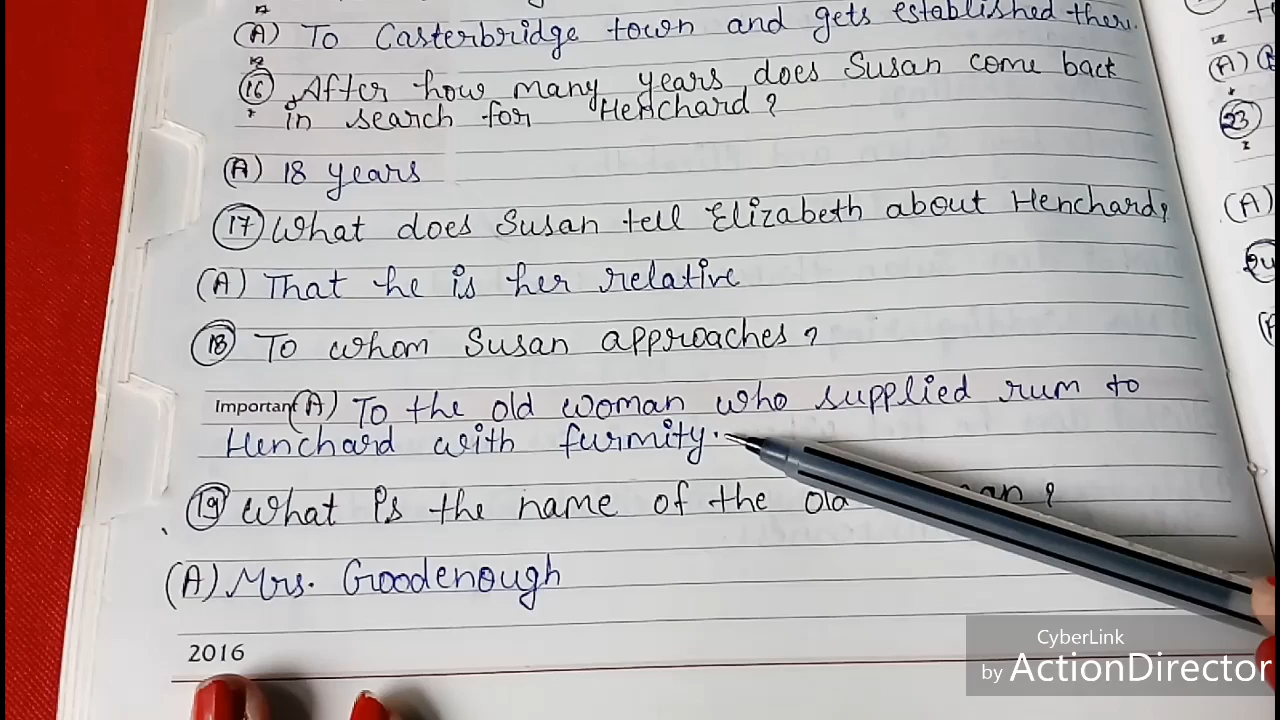 (A) To Casterbridge town and gets established there.
(16) After how many years does Susan come back
in search for Henchard?
(A) 18 years
(17) What does Susan tell Elizabeth about Henchard?
(A) That he is her relative
(18) To whom Susan approaches?
Important (A) To the old woman who supplied rum to
Henchard with furmity.
(19) What is the name of the old ?
(A) Mrs. Goodenough
2016
(A)
(23)
(A)
CyberLink
by ActionDirector